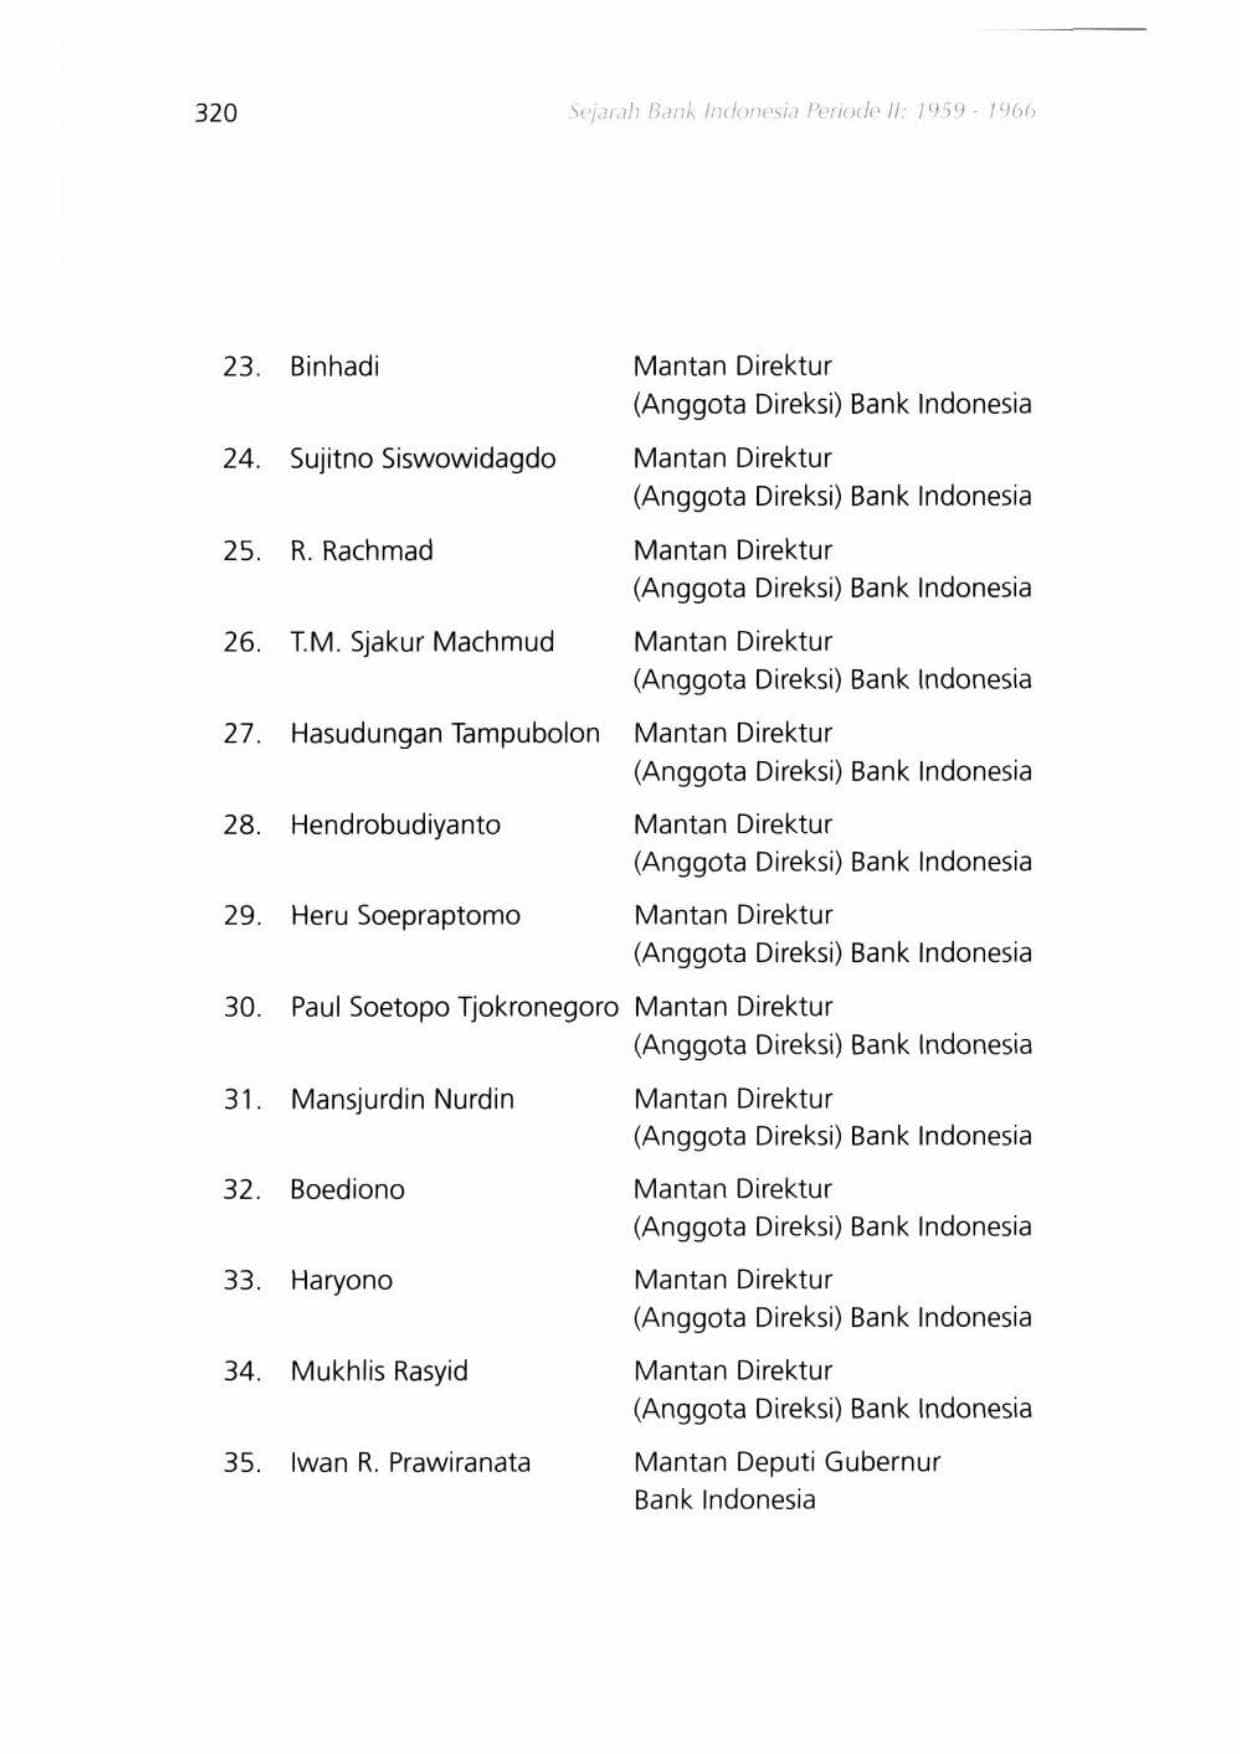 320 Sejarah Bank Indonesia Periode II: 1959 - 1966
23. Binhadi Mantan Direktur
(Anggota Direksi) Bank Indonesia
24. Sujitno Siswowidagdo Mantan Direktur
(Anggota Direksi) Bank Indonesia
25. R. Rachmad Mantan Direktur
(Anggota Direksi) Bank Indonesia
26. T.M. Sjakur Machmud Mantan Direktur
(Anggota Direksi) Bank Indonesia
27. Hasudungan Tampubolon Mantan Direktur
(Anggota Direksi) Bank Indonesia
28. Hendrobudiyanto Mantan Direktur
(Anggota Direksi) Bank Indonesia
29. Heru Soepraptomo Mantan Direktur
(Anggota Direksi) Bank Indonesia
30. Paul Soetopo Tjokronegoro Mantan Direktur
(Anggota Direksi) Bank Indonesia
31. Mansjurdin Nurdin Mantan Direktur
(Anggota Direksi) Bank Indonesia
32. Boediono Mantan Direktur
(Anggota Direksi) Bank Indonesia
33. Haryono Mantan Direktur
(Anggota Direksi) Bank Indonesia
34. Mukhlis Rasyid Mantan Direktur
(Anggota Direksi) Bank Indonesia
35. Iwan R. Prawiranata Mantan Deputi Gubernur
Bank Indonesia